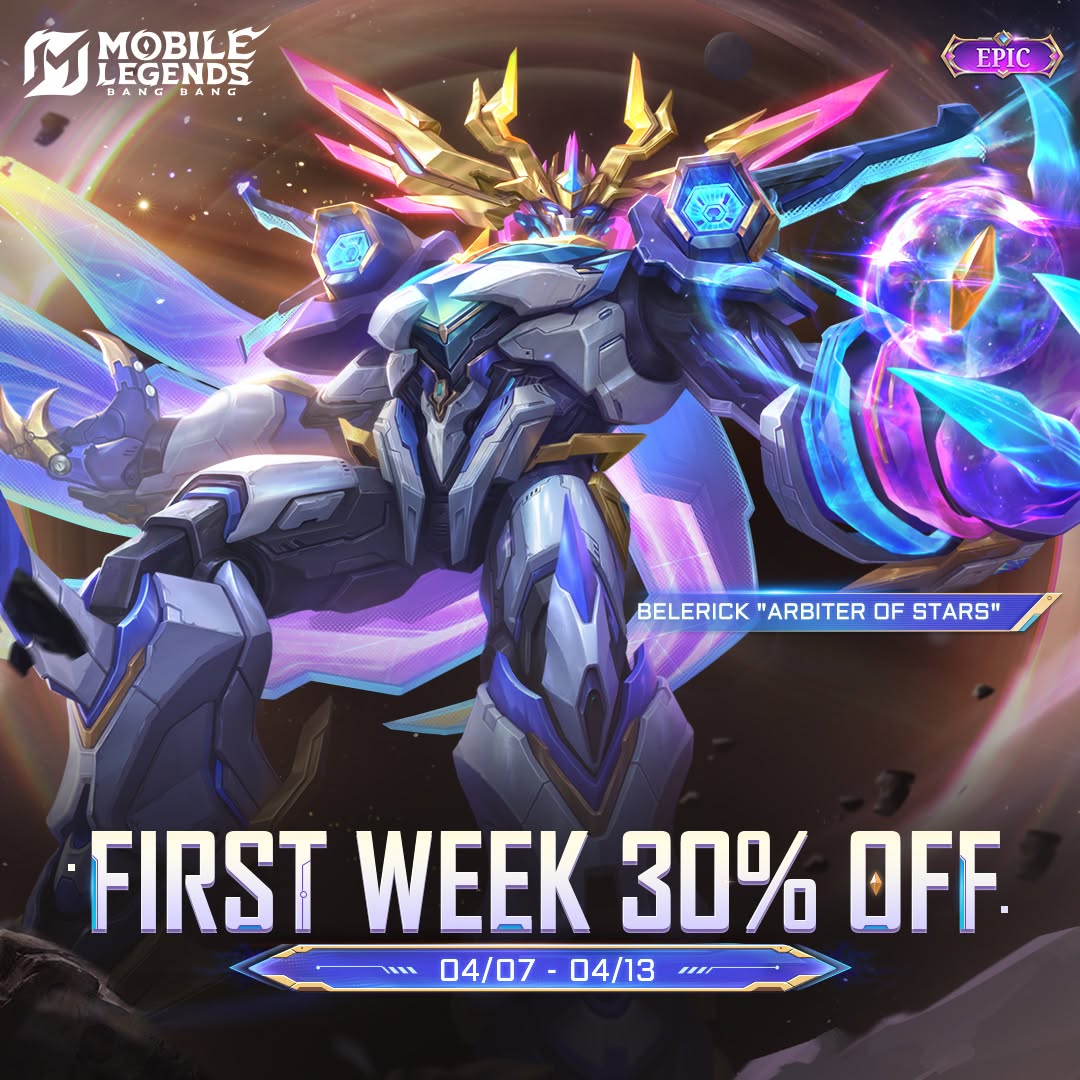 MOBILE
LEGENDS
BANG BANG
EPIC
BELERICK "ARBITER OF STARS"
FIRST WEEK 30% OFF
04/07 - 04/13